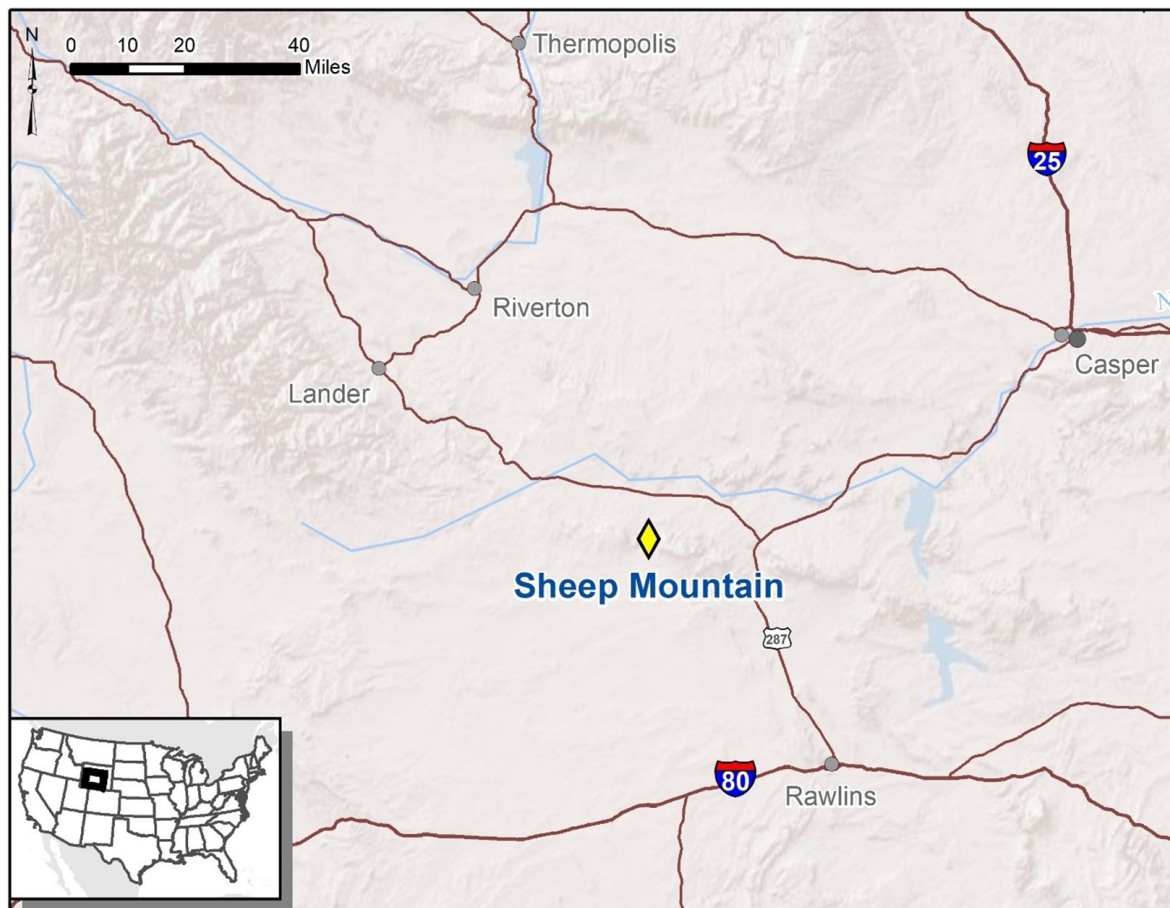 N
0 10 20 40
Miles
Thermopolis
25
Riverton
N
Casper
Lander
Sheep Mountain
287
80
Rawlins